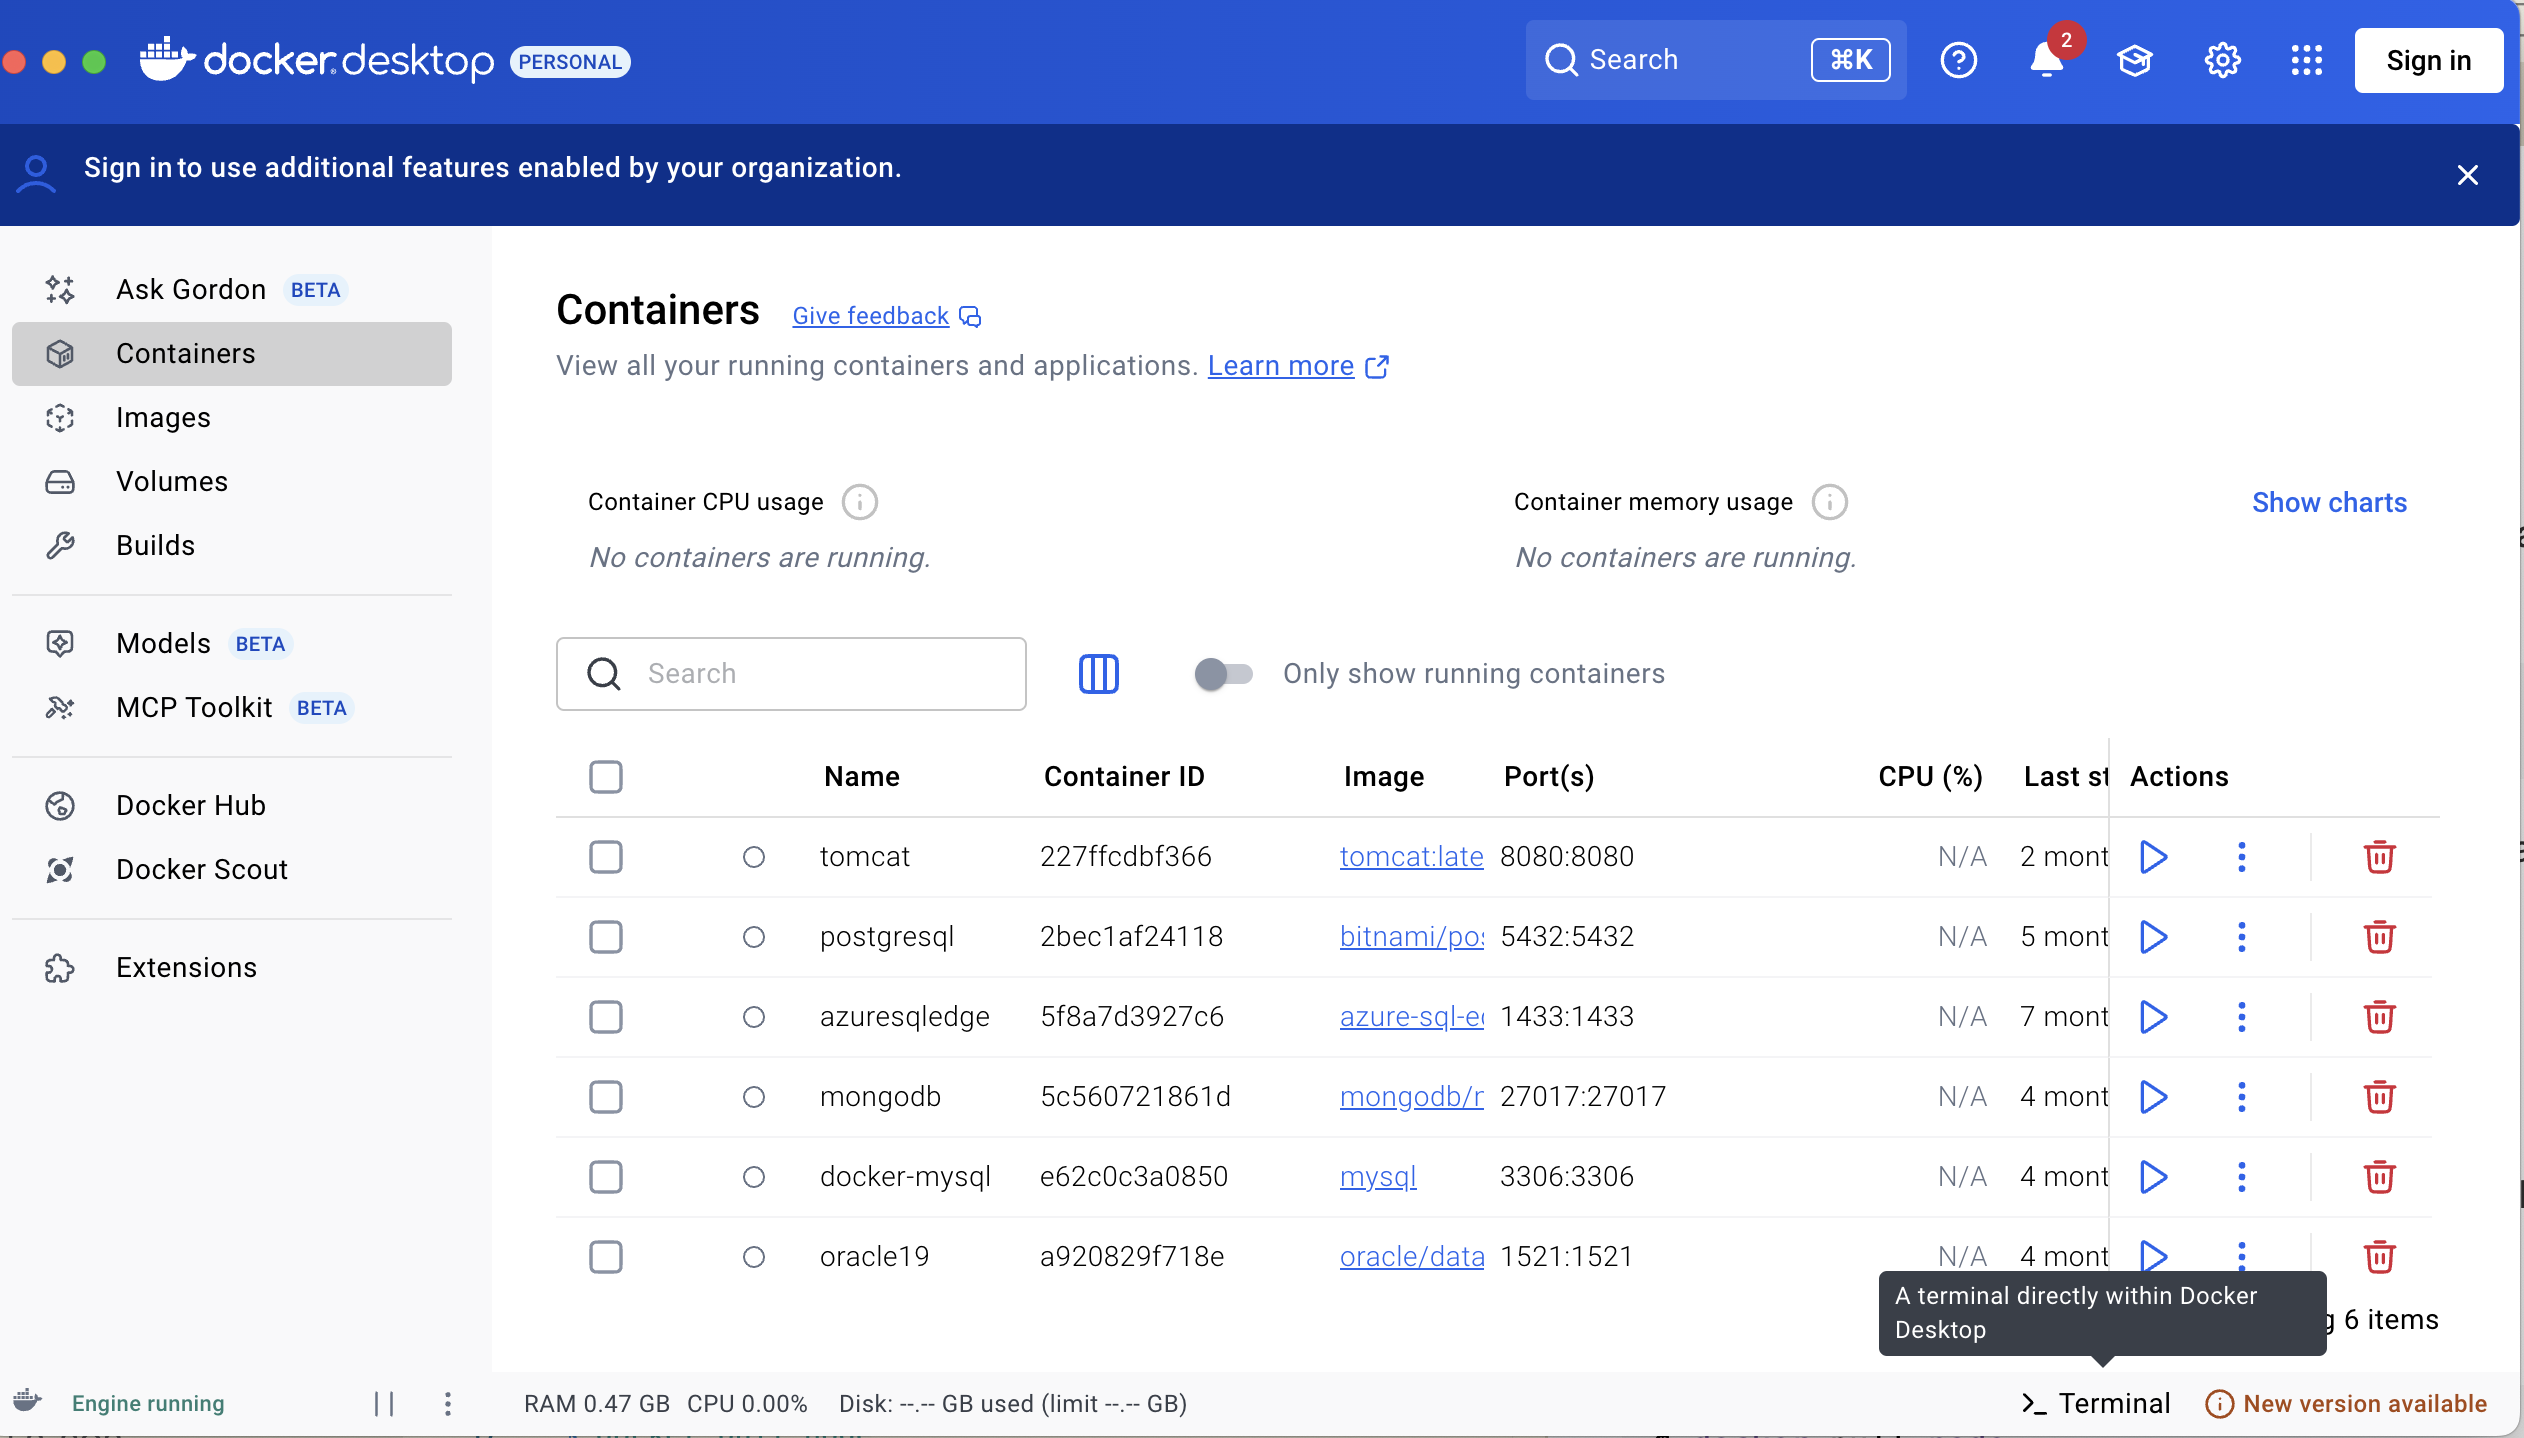 docker desktop PERSONAL
Search ⌘K
2
Sign in
Sign in to use additional features enabled by your organization.
Ask Gordon BETA
Containers
Images
Volumes
Builds
Models BETA
MCP Toolkit BETA
Docker Hub
Docker Scout
Extensions
Containers Give feedback
View all your running containers and applications. Learn more
Container CPU usage
No containers are running.
Container memory usage
No containers are running.
Show charts
Search
Only show running containers
Name Container ID Image Port(s) CPU (%) Last st Actions
tomcat 227ffcdbf366 tomcat:late 8080:8080 N/A 2 mont
postgresql 2bec1af24118 bitnami/pos 5432:5432 N/A 5 mont
azuresqledge 5f8a7d3927c6 azure-sql-e 1433:1433 N/A 7 mont
mongodb 5c560721861d mongodb/ 27017:27017 N/A 4 mont
docker-mysql e62c0c3a0850 mysql 3306:3306 N/A 4 mont
oracle19 a920829f718e oracle/data 1521:1521 N/A 4 mont
A terminal directly within Docker
Desktop
g 6 items
Engine running
RAM 0.47 GB CPU 0.00% Disk: --.-- GB used (limit --.-- GB)
>_ Terminal
New version available